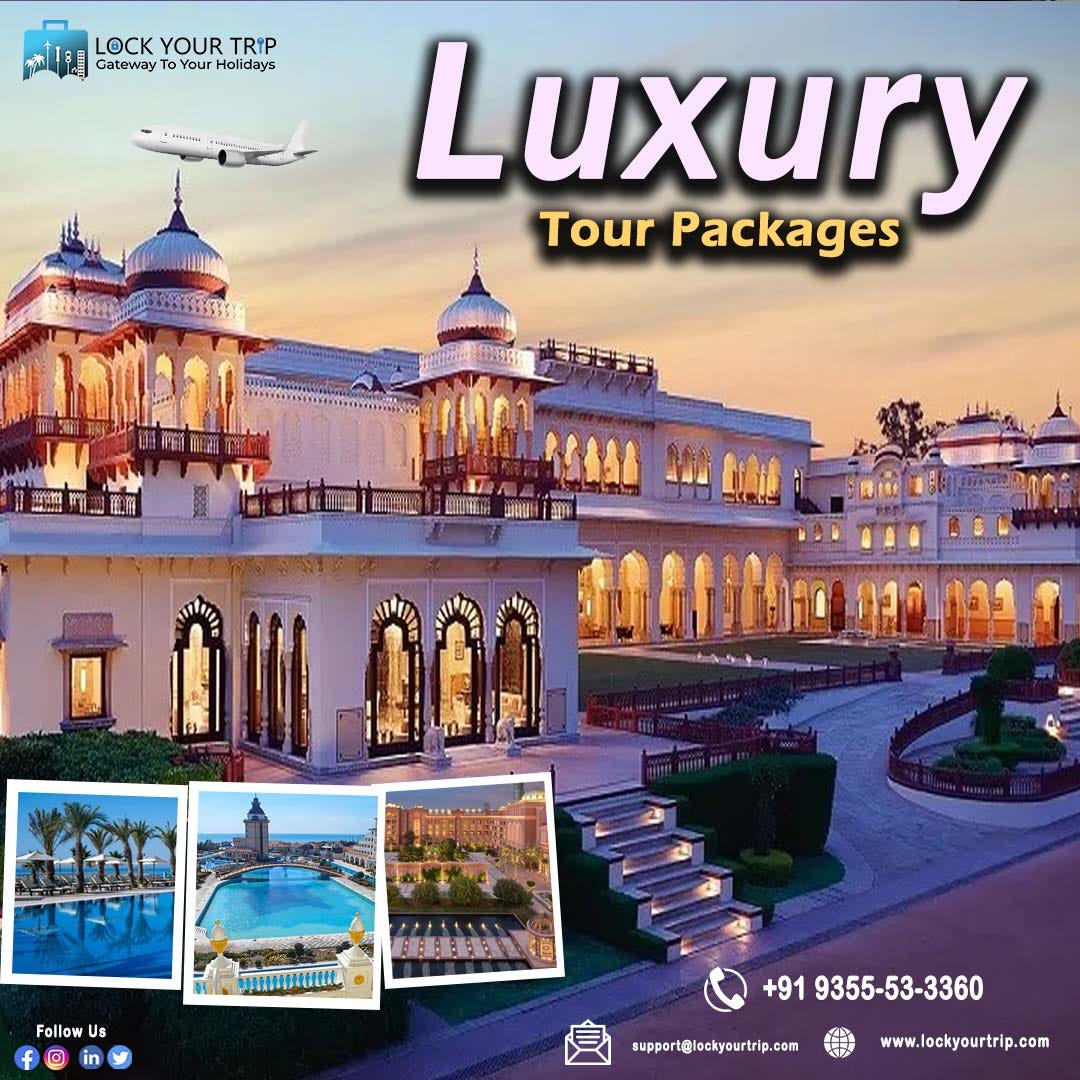 LOCK YOUR TRIP
Gateway To Your Holidays
Luxury
Tour Packages
+91 9355-53-3360
Follow Us
support@lockyourtrip.com
www.lockyourtrip.com